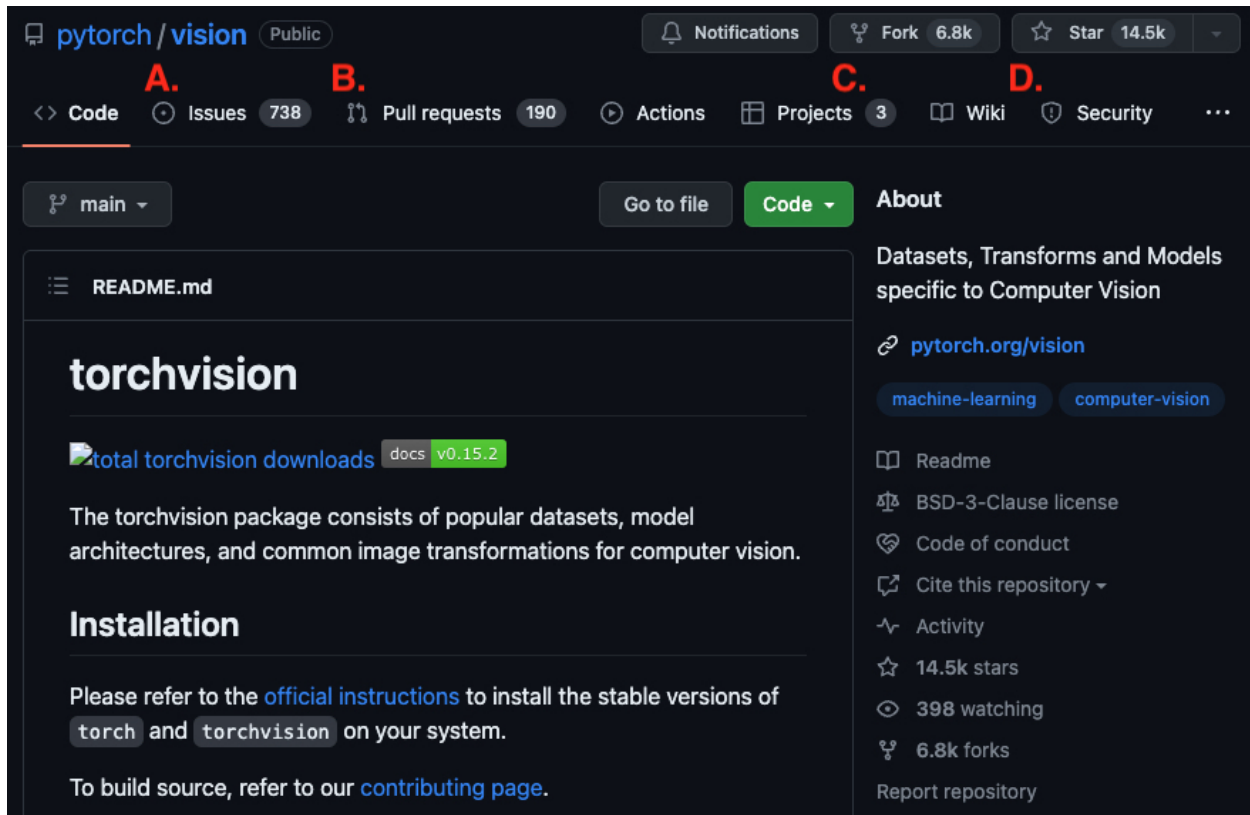 pytorch / vision Public Notifications Fork 6.8k Star 14.5k
A. B. C. D.
Code Issues 738 Pull requests 190 Actions Projects 3 Wiki Security ...
main Go to file Code
README.md
torchvision
total torchvision downloads docs v0.15.2
The torchvision package consists of popular datasets, model
architectures, and common image transformations for computer vision.
Installation
Please refer to the official instructions to install the stable versions of
torch and torchvision on your system.
To build source, refer to our contributing page.
About
Datasets, Transforms and Models
specific to Computer Vision
pytorch.org/vision
machine-learning computer-vision
Readme
BSD-3-Clause license
Code of conduct
Cite this repository
Activity
14.5k stars
398 watching
6.8k forks
Report repository